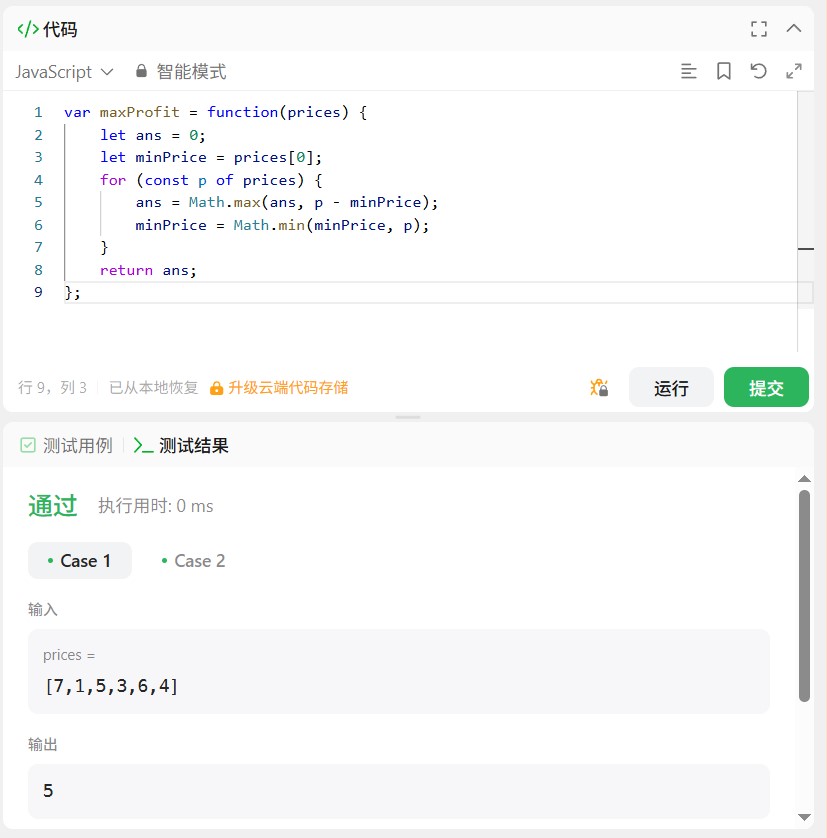 </> 代码
JavaScript 智能模式
1 var maxProfit = function(prices) {
2     let ans = 0;
3     let minPrice = prices[0];
4     for (const p of prices) {
5         ans = Math.max(ans, p - minPrice);
6         minPrice = Math.min(minPrice, p);
7     }
8     return ans;
9 };
行 9，列 3 已从本地恢复 升级云端代码存储 运行 提交
测试用例 测试结果
通过 执行用时: 0 ms
• Case 1 • Case 2
输入
prices =
[7,1,5,3,6,4]
输出
5